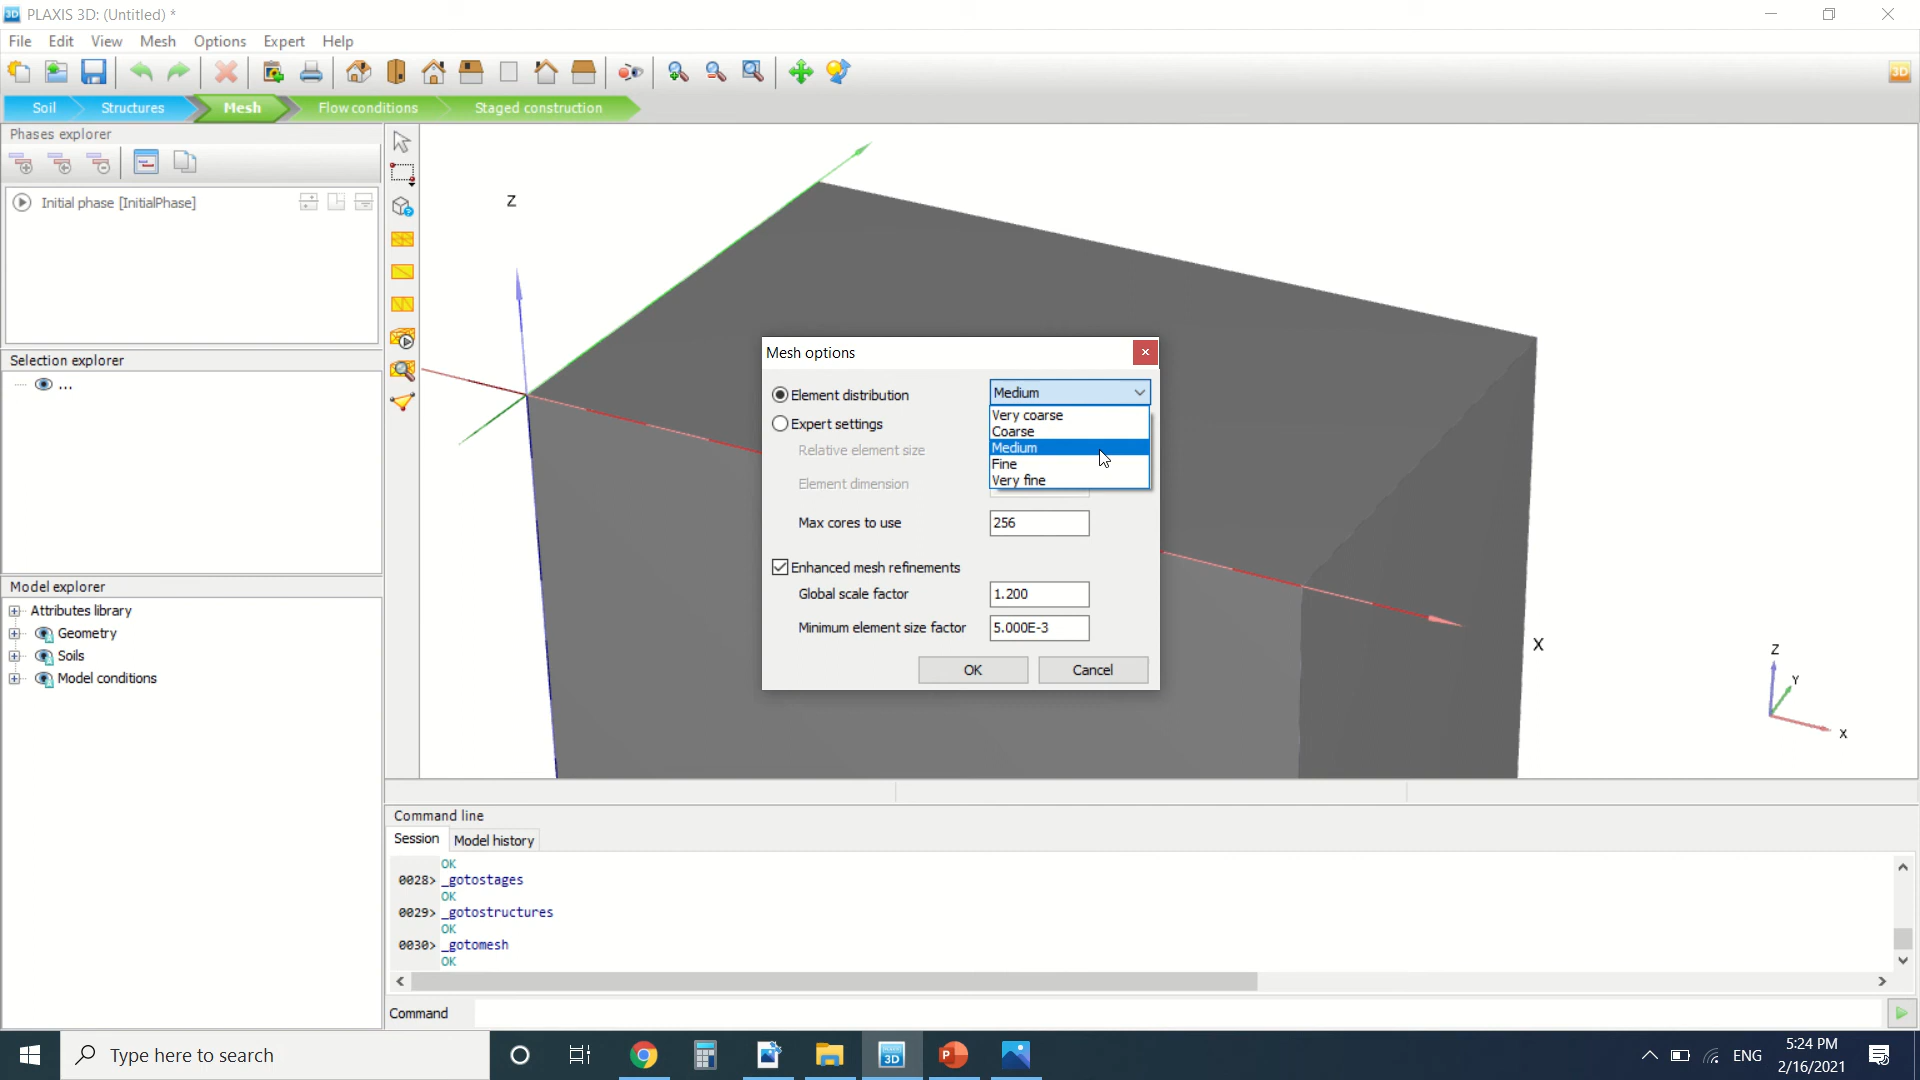 PLAXIS 3D: (Untitled) *
File Edit View Mesh Options Expert Help
3D
Soil Structures Mesh Flow conditions Staged construction
Phases explorer
Initial phase [InitialPhase]
Selection explorer
...
Model explorer
Attributes library
Geometry
Soils
Model conditions
Z
X
Z
Y
X
Mesh options
Element distribution Medium
Very coarse
Coarse
Medium
Fine
Very fine
Expert settings
Relative element size
Element dimension
Max cores to use 256
Enhanced mesh refinements
Global scale factor 1.200
Minimum element size factor 5.000E-3
OK Cancel
Command line
Session Model history
OK
0028> _gotostages
OK
0029> _gotostructures
OK
0030> _gotomesh
OK
Command
Type here to search
3D
P
ENG
5:24 PM
2/16/2021